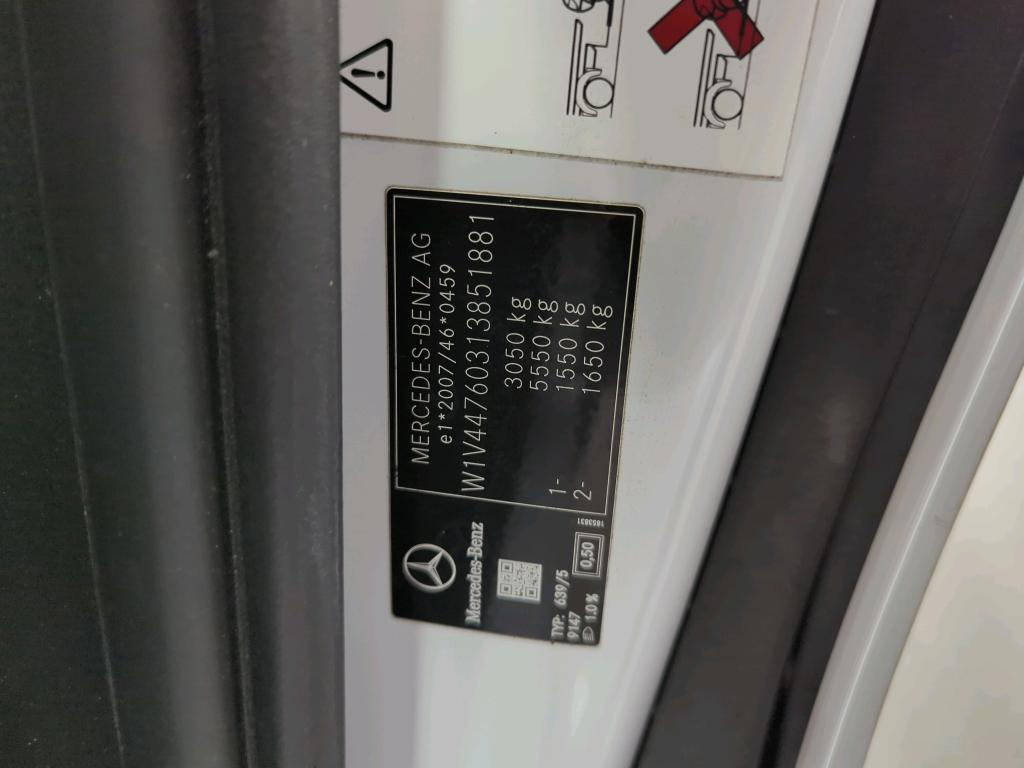 Mercedes-Benz
TYP: 639/5
9147
1.0%
0,50
1853831
MERCEDES-BENZ AG
e1*2007/46*0459
W1V44760313851881
3050 kg
5550 kg
1- 1550 kg
2- 1650 kg